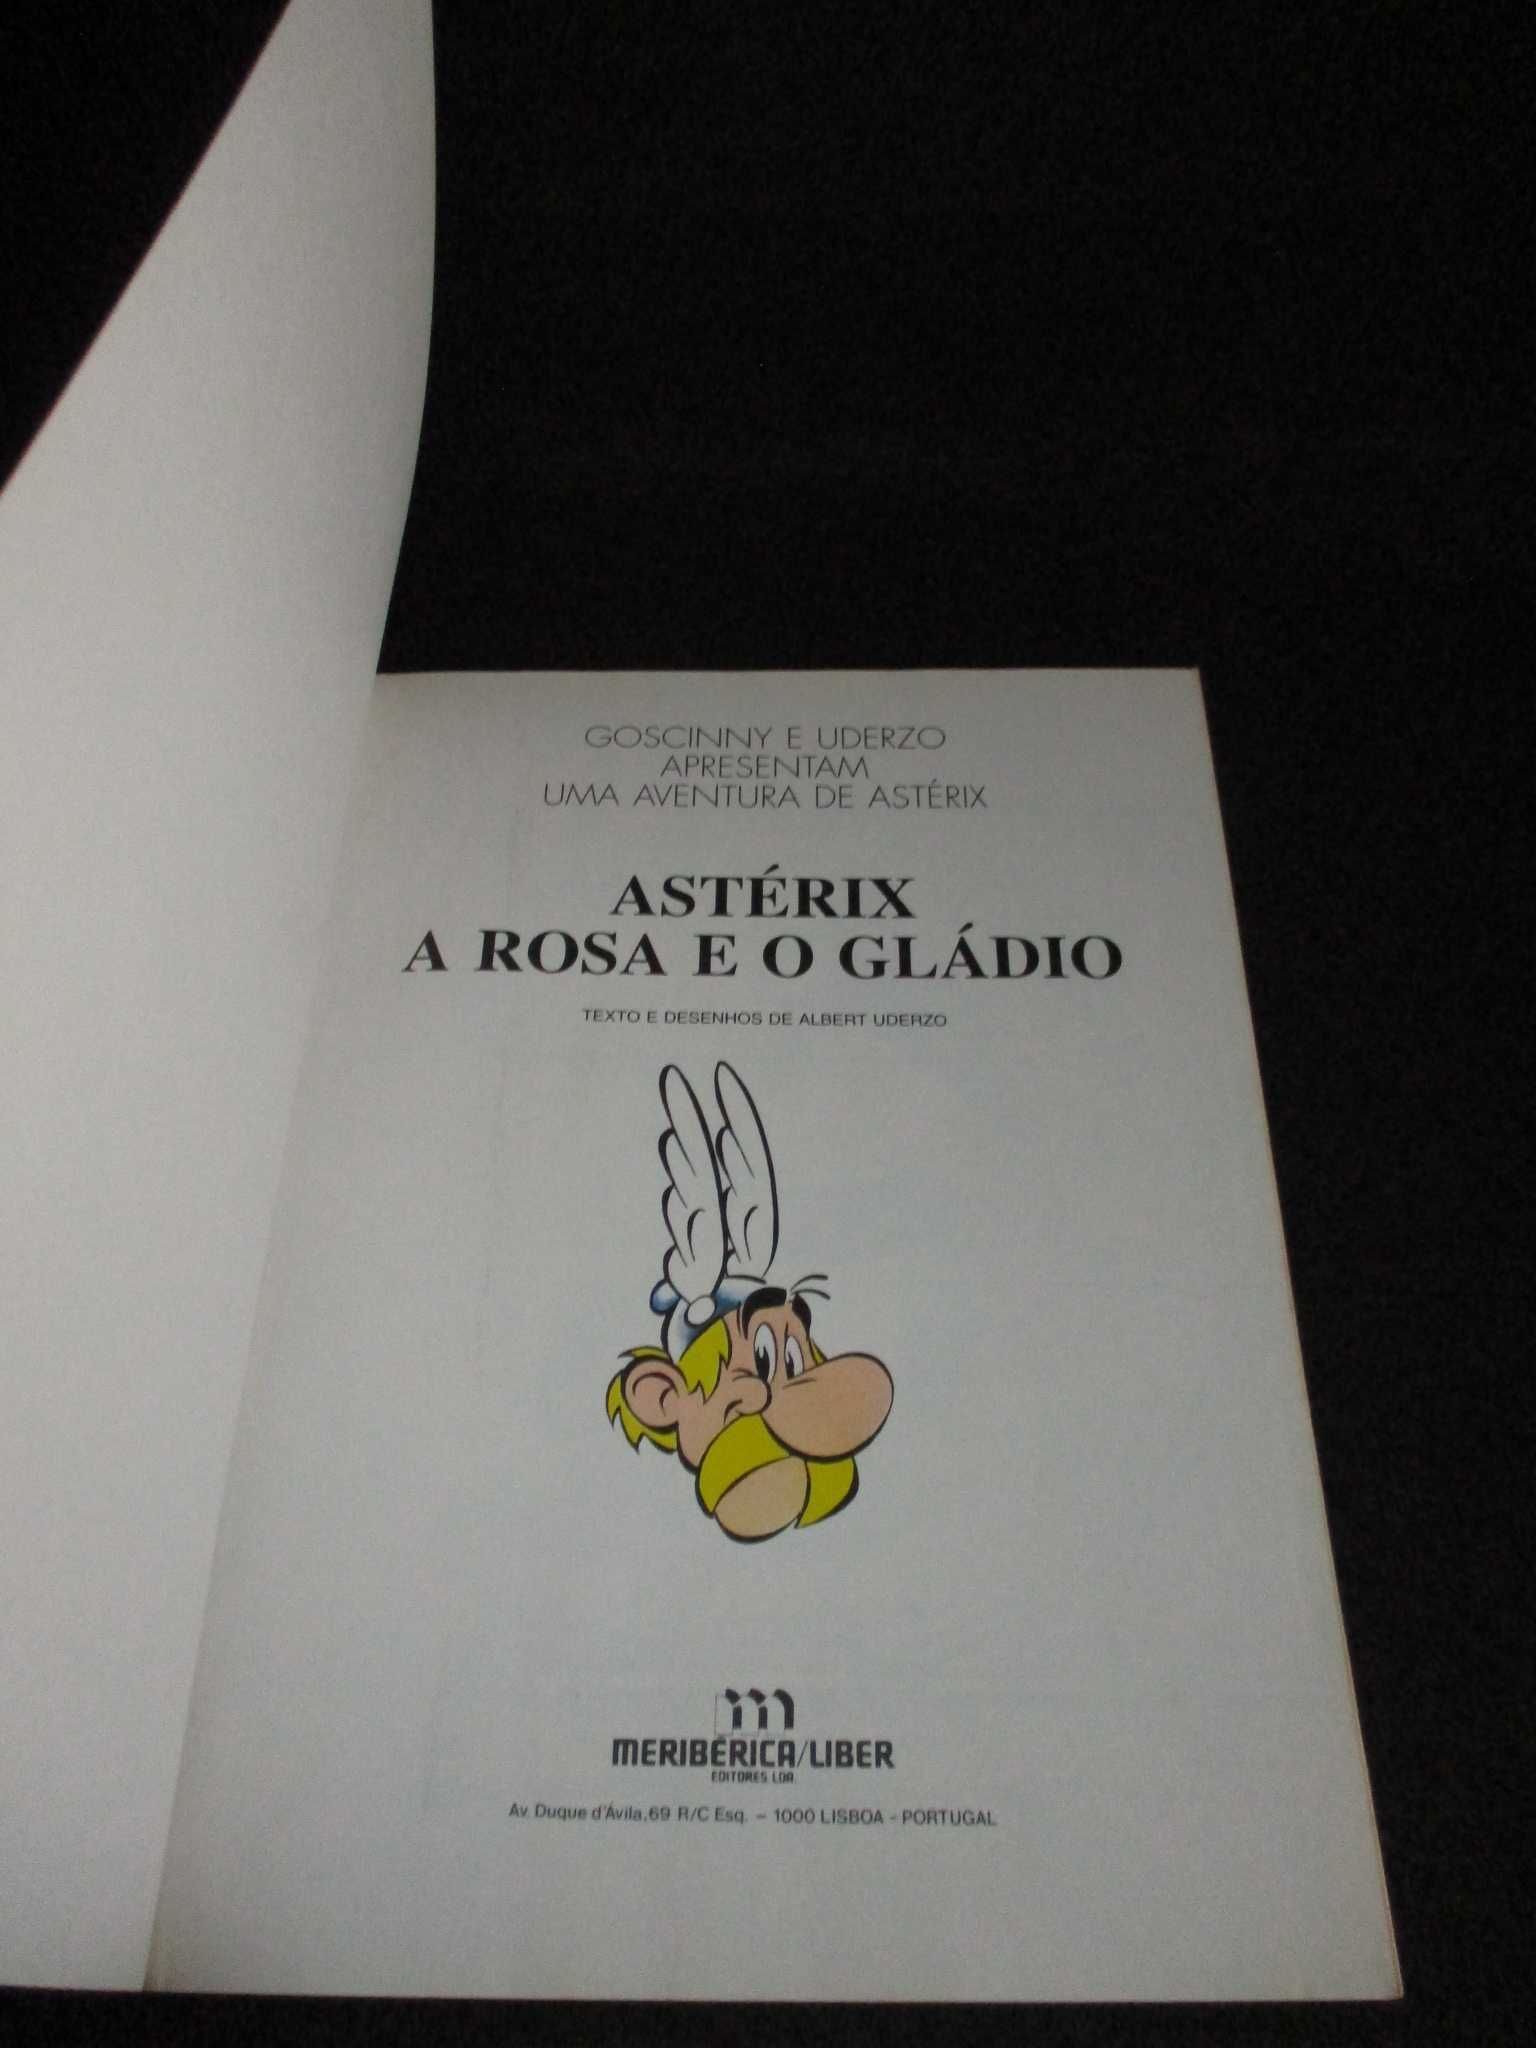 GOSCINNY E UDERZO
APRESENTAM
UMA AVENTURA DE ASTÉRIX
ASTÉRIX
A ROSA E O GLÁDIO
TEXTO E DESENHOS DE ALBERT UDERZO
m
MERIBÉRICA/LIBER
EDITORES LDA.
Av. Duque d'Ávila, 69 R/C Esq. – 1000 LISBOA - PORTUGAL